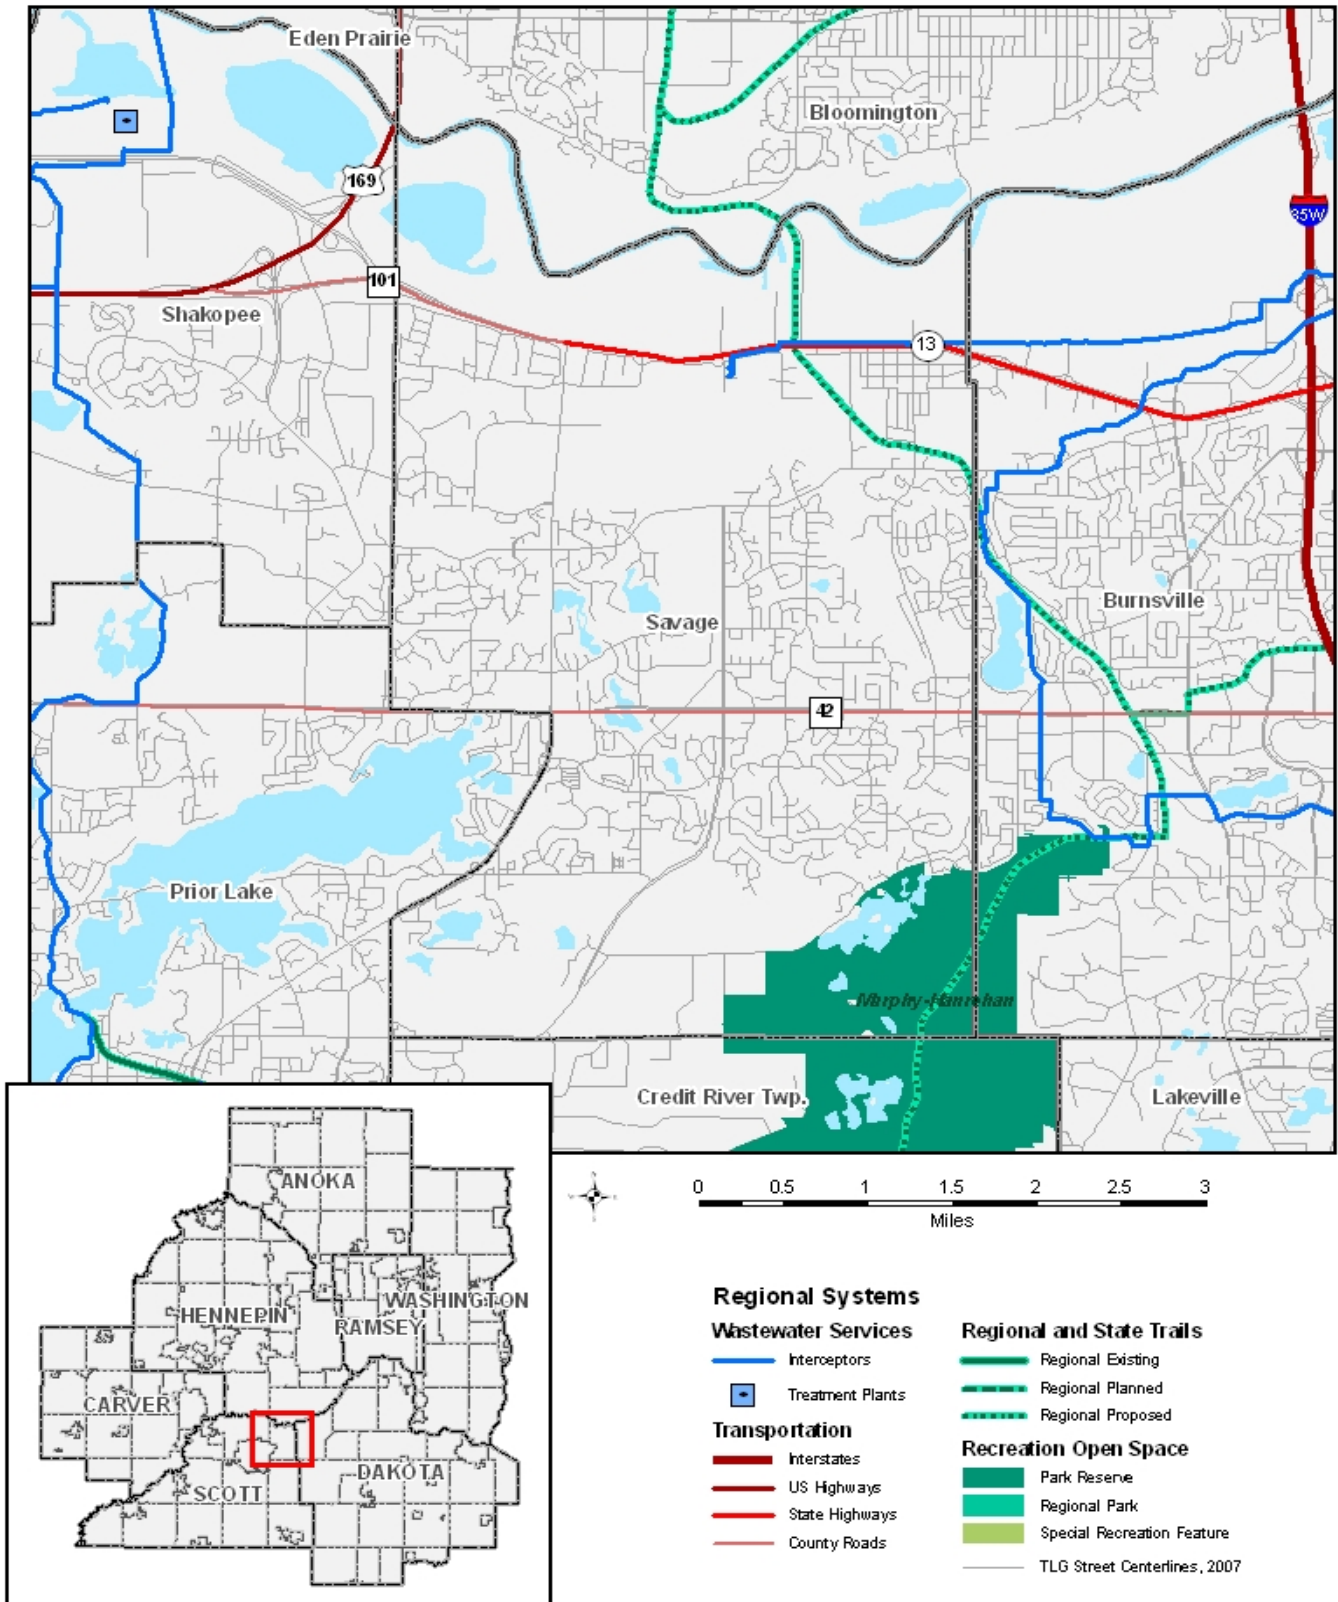 Eden Prairie
Bloomington
169
35W
101
Shakopee
13
Savage
Burnsville
42
Prior Lake
Murphy-Hanrehan
Credit River Twp.
Lakeville
ANOKA
HENNEPIN
WASHINGTON
RAMSEY
CARVER
DAKOTA
SCOTT
0 0.5 1 1.5 2 2.5 3
Miles
Regional Systems
Wastewater Services
Interceptors
Treatment Plants
Transportation
Interstates
US Highways
State Highways
County Roads
Regional and State Trails
Regional Existing
Regional Planned
Regional Proposed
Recreation Open Space
Park Reserve
Regional Park
Special Recreation Feature
TLG Street Centerlines, 2007